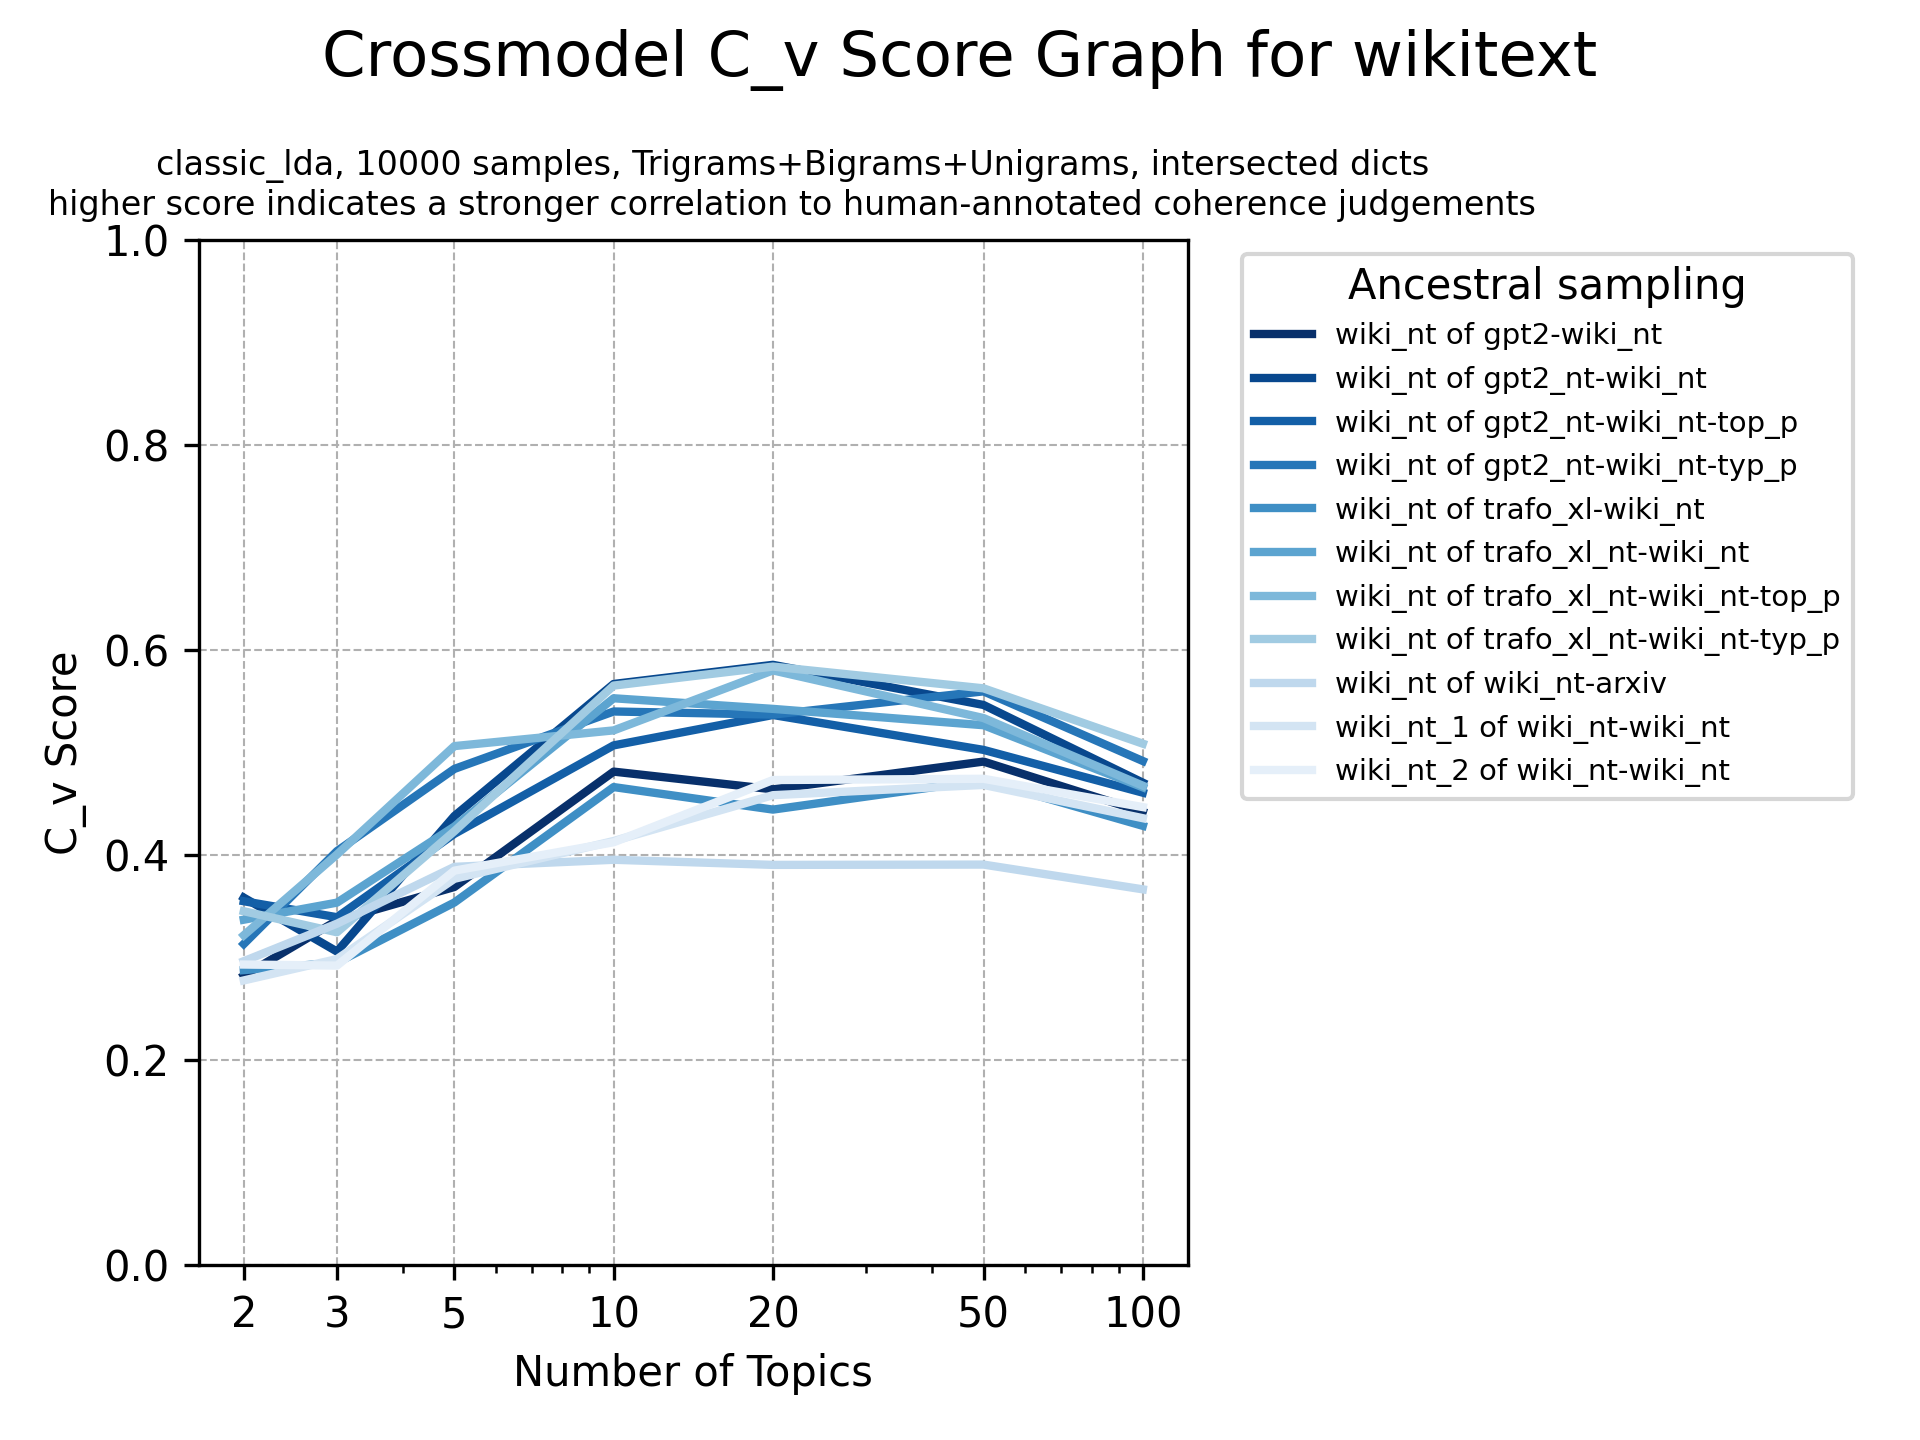 Crossmodel C_v Score Graph for wikitext
classic_lda, 10000 samples, Trigrams+Bigrams+Unigrams, intersected dicts
higher score indicates a stronger correlation to human-annotated coherence judgements
1.0
0.8
0.6
0.4
0.2
0.0
C_v Score
2 3 5 10 20 50 100
Number of Topics
Ancestral sampling
wiki_nt of gpt2-wiki_nt
wiki_nt of gpt2_nt-wiki_nt
wiki_nt of gpt2_nt-wiki_nt-top_p
wiki_nt of gpt2_nt-wiki_nt-typ_p
wiki_nt of trafo_xl-wiki_nt
wiki_nt of trafo_xl_nt-wiki_nt
wiki_nt of trafo_xl_nt-wiki_nt-top_p
wiki_nt of trafo_xl_nt-wiki_nt-typ_p
wiki_nt of wiki_nt-arxiv
wiki_nt_1 of wiki_nt-wiki_nt
wiki_nt_2 of wiki_nt-wiki_nt